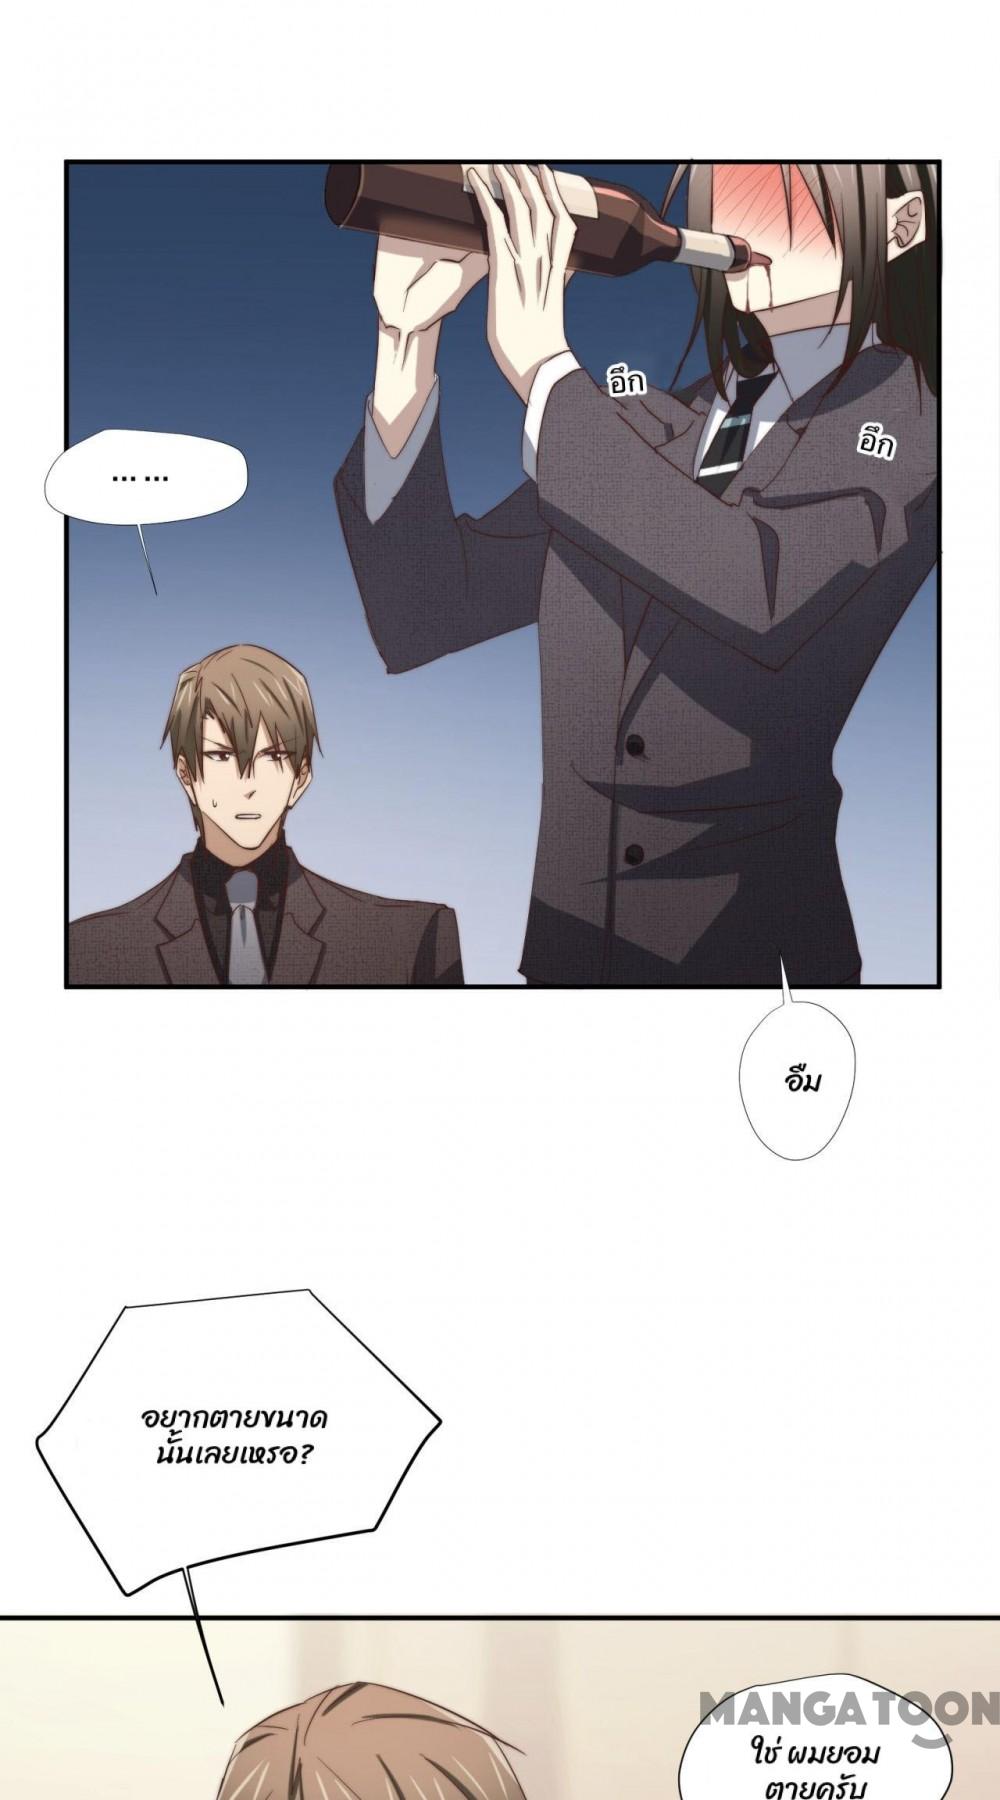 อึก
อึก
... ...
อืม
อยากตายขนาด
นั้นเลยเหรอ?
MANGATOON
ใช่ ผมยอม
ตายครับ